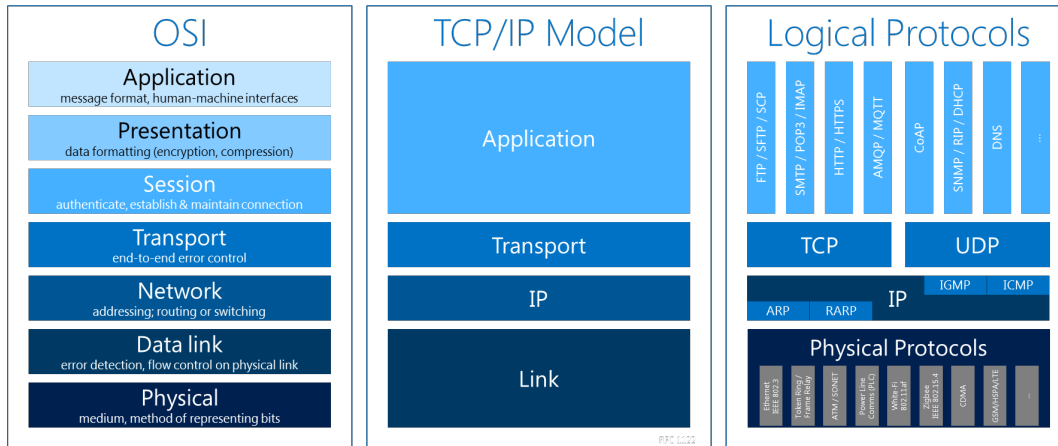 OSI
Application
message format, human-machine interfaces
Presentation
data formatting (encryption, compression)
Session
authenticate, establish & maintain connection
Transport
end-to-end error control
Network
addressing; routing or switching
Data link
error detection, flow control on physical link
Physical
medium, method of representing bits
TCP/IP Model
Application
Transport
IP
Link
RFC 1122
Logical Protocols
FTP / SFTP / SCP
SMTP / POP3 / IMAP
HTTP / HTTPS
AMQP / MQTT
CoAP
SNMP / RIP / DHCP
DNS
...
TCP
UDP
IP
IGMP
ICMP
ARP
RARP
Physical Protocols
Ethernet
IEEE 802.3
Token Ring /
Frame Relay
ATM / SONET
Power Line
Comms (PLC)
White-Fi
802.11af
Zigbee
IEEE 802.15.4
CDMA
GSM/HSPA/LTE
...